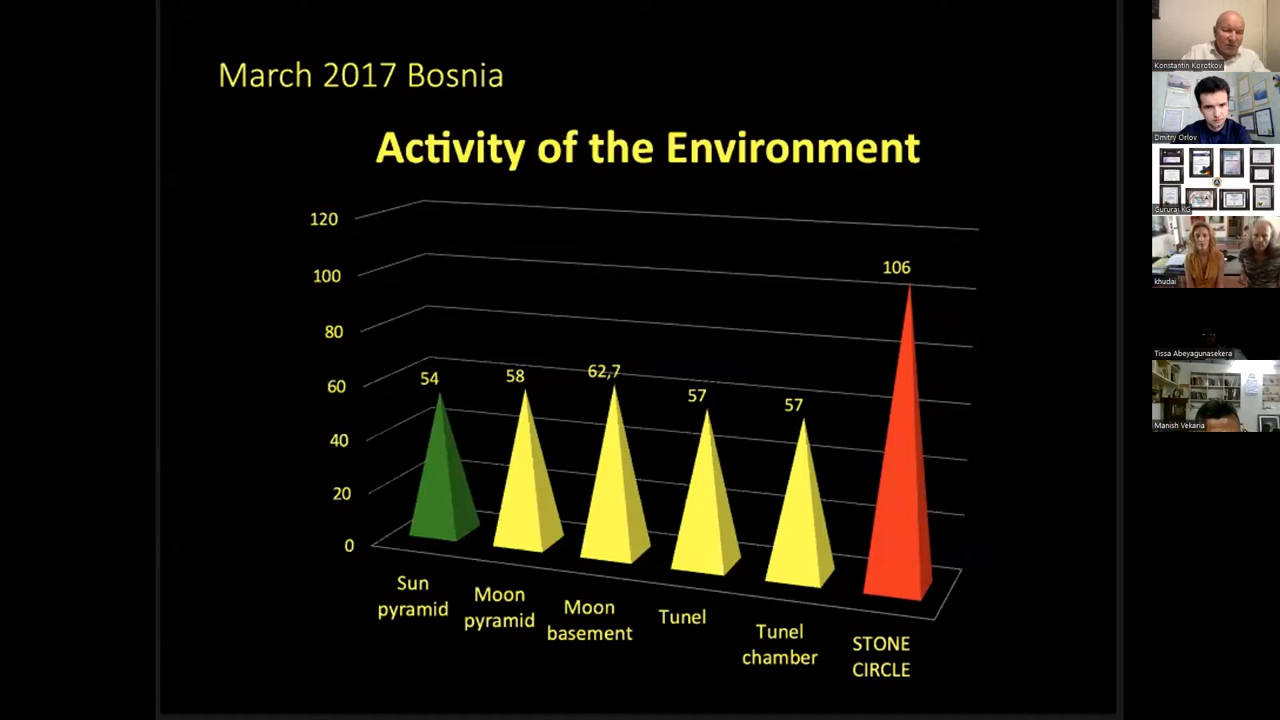 March 2017 Bosnia
Activity of the Environment
120
100
80
60
40
20
0
54
58
62,7
57
57
106
Sun
pyramid
Moon
pyramid
Moon
basement
Tunel
Tunel
chamber
STONE
CIRCLE
Konstantin Korotkov
Dmitry Orlov
Gururaj KG
khudai
Tissa Abeyagunasekera
Manish Vekaria